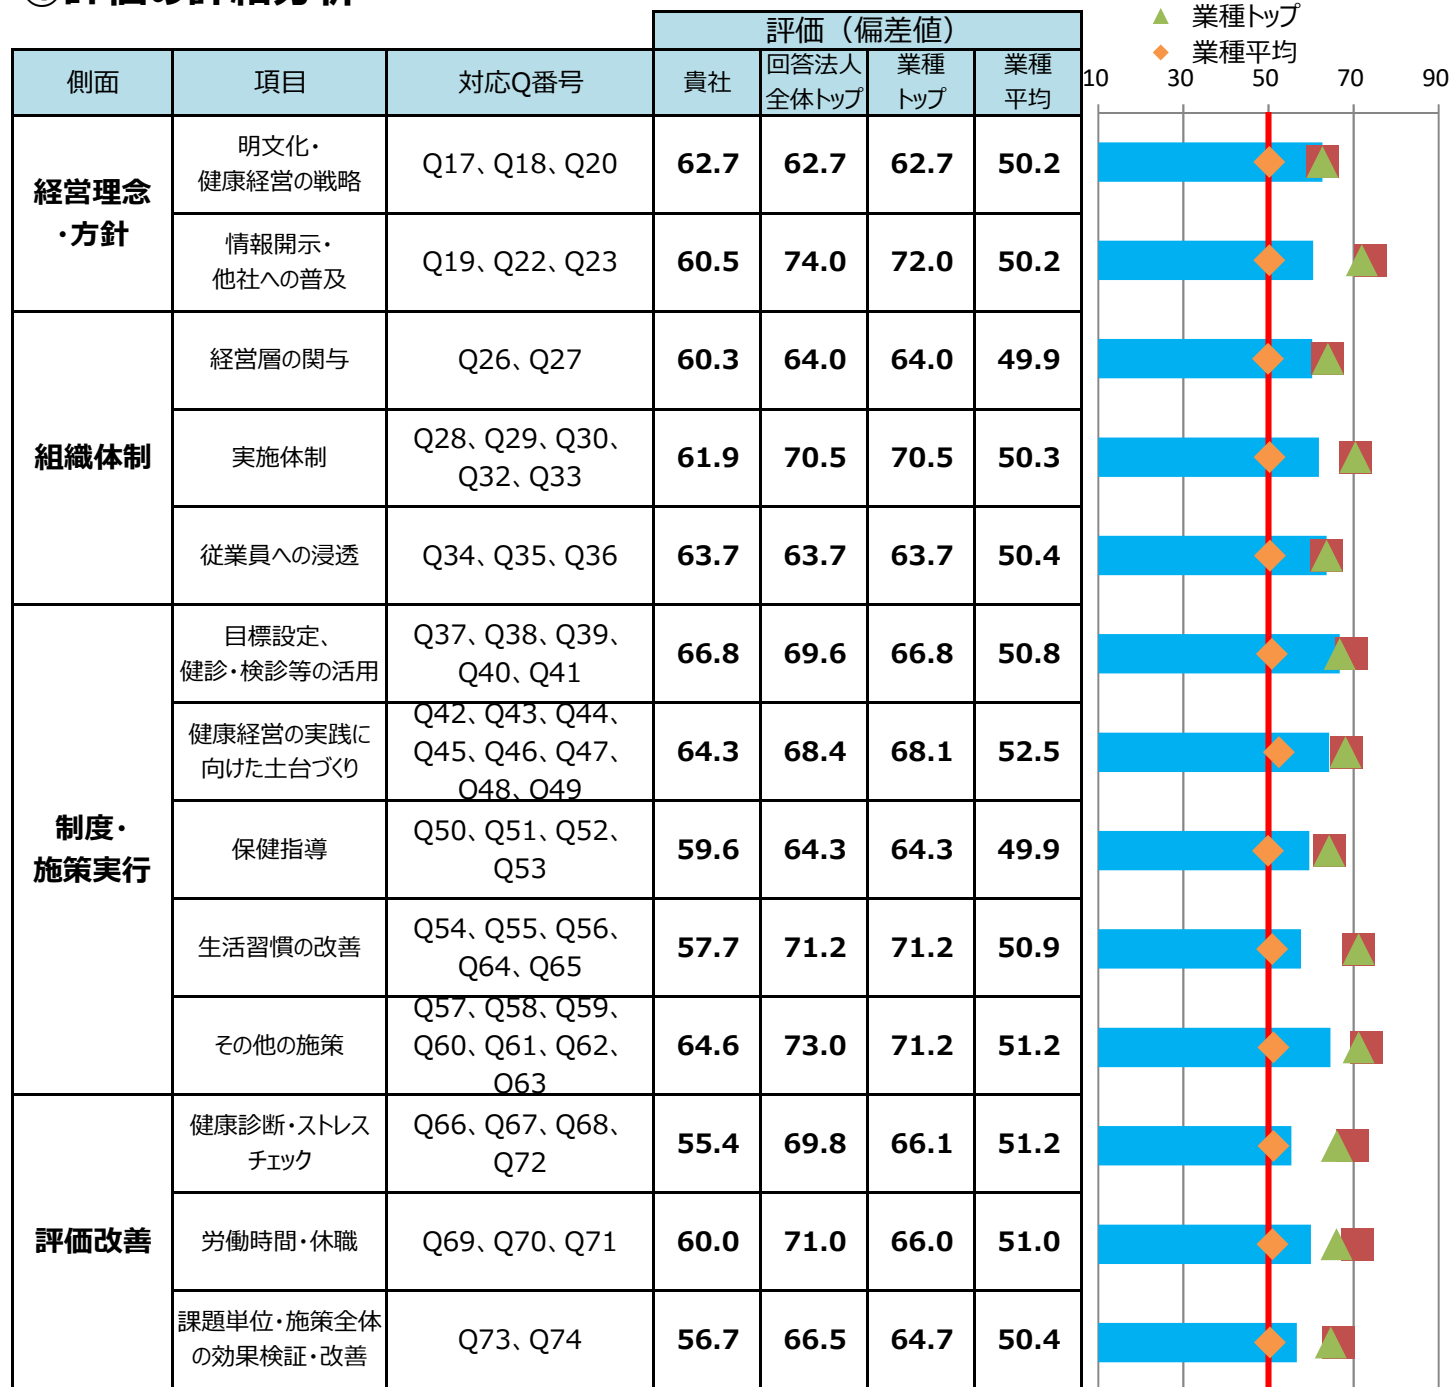 ①評価の詳細分析
▲ 業種トップ
◆ 業種平均
評価（偏差値）
側面 項目 対応Q番号 貴社 回答法人全体トップ 業種トップ 業種平均
10 30 50 70 90
経営理念・方針
明文化・健康経営の戦略 Q17、Q18、Q20 62.7 62.7 62.7 50.2
情報開示・他社への普及 Q19、Q22、Q23 60.5 74.0 72.0 50.2
組織体制
経営層の関与 Q26、Q27 60.3 64.0 64.0 49.9
実施体制 Q28、Q29、Q30、Q32、Q33 61.9 70.5 70.5 50.3
従業員への浸透 Q34、Q35、Q36 63.7 63.7 63.7 50.4
制度・施策実行
目標設定、健診・検診等の活用 Q37、Q38、Q39、Q40、Q41 66.8 69.6 66.8 50.8
健康経営の実践に向けた土台づくり Q42、Q43、Q44、Q45、Q46、Q47、Q48、Q49 64.3 68.4 68.1 52.5
保健指導 Q50、Q51、Q52、Q53 59.6 64.3 64.3 49.9
生活習慣の改善 Q54、Q55、Q56、Q64、Q65 57.7 71.2 71.2 50.9
その他の施策 Q57、Q58、Q59、Q60、Q61、Q62、Q63 64.6 73.0 71.2 51.2
評価改善
健康診断・ストレスチェック Q66、Q67、Q68、Q72 55.4 69.8 66.1 51.2
労働時間・休職 Q69、Q70、Q71 60.0 71.0 66.0 51.0
課題単位・施策全体の効果検証・改善 Q73、Q74 56.7 66.5 64.7 50.4